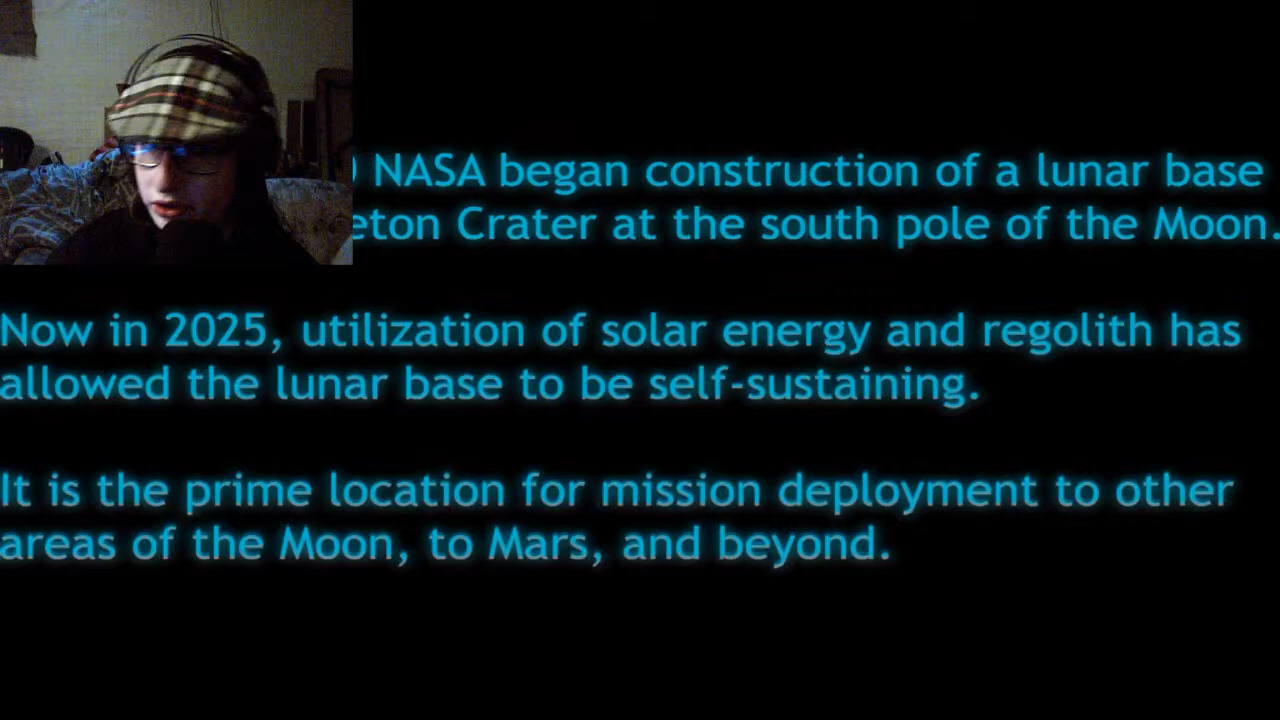 NASA began construction of a lunar base
Crater at the south pole of the Moon.
Now in 2025, utilization of solar energy and regolith has
allowed the lunar base to be self-sustaining.
It is the prime location for mission deployment to other
areas of the Moon, to Mars, and beyond.